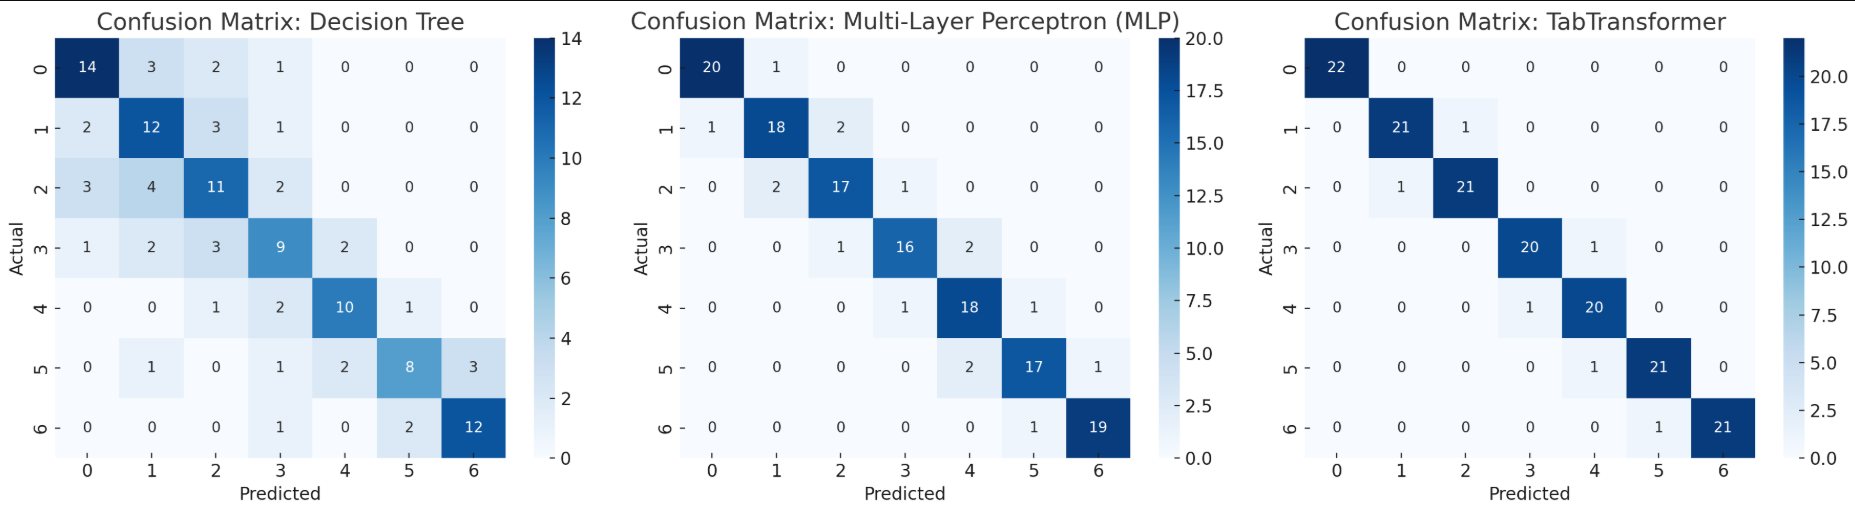 Confusion Matrix: Decision Tree
0 14 3 2 1 0 0 0
1 2 12 3 1 0 0 0
2 3 4 11 2 0 0 0
3 1 2 3 9 2 0 0
4 0 0 1 2 10 1 0
5 0 1 0 1 2 8 3
6 0 0 0 1 0 2 12
0 1 2 3 4 5 6
Actual
Predicted
14
12
10
8
6
4
2
0
Confusion Matrix: Multi-Layer Perceptron (MLP)
0 20 1 0 0 0 0 0
1 1 18 2 0 0 0 0
2 0 2 17 1 0 0 0
3 0 0 1 16 2 0 0
4 0 0 0 1 18 1 0
5 0 0 0 0 2 17 1
6 0 0 0 0 0 1 19
0 1 2 3 4 5 6
Actual
Predicted
20.0
17.5
15.0
12.5
10.0
7.5
5.0
2.5
0.0
Confusion Matrix: TabTransformer
0 22 0 0 0 0 0 0
1 0 21 1 0 0 0 0
2 0 1 21 0 0 0 0
3 0 0 0 20 1 0 0
4 0 0 0 1 20 0 0
5 0 0 0 0 1 21 0
6 0 0 0 0 0 1 21
0 1 2 3 4 5 6
Actual
Predicted
20.0
17.5
15.0
12.5
10.0
7.5
5.0
2.5
0.0